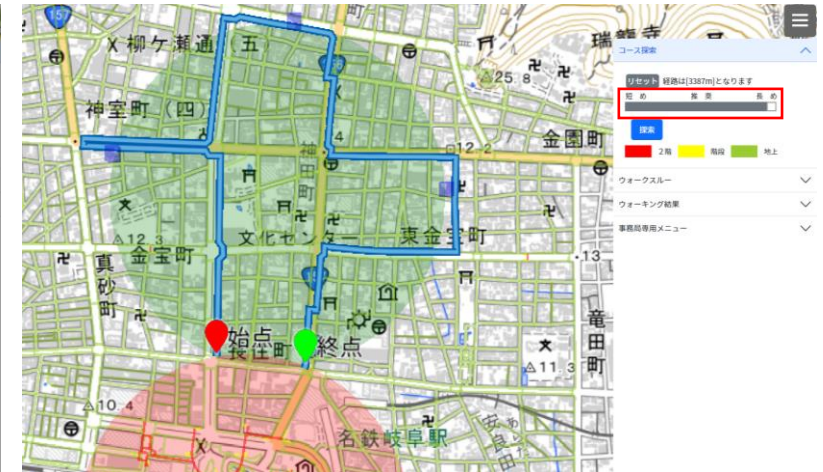 157
柳ケ瀬通(五)
瑞龍寺
25.8
コース探索
リセット 経路は[3387m]となります
短め 推奨 長め
探索
2階 階段 地上
ウォークスルー
ウォーキング結果
事務局専用メニュー
神室町(四)
金園町
12.2
文化センター
東金宝町
12.3
金宝町
真砂町
13
竜田町
始点
終点
長住町
11.3
10.4
名鉄岐阜駅